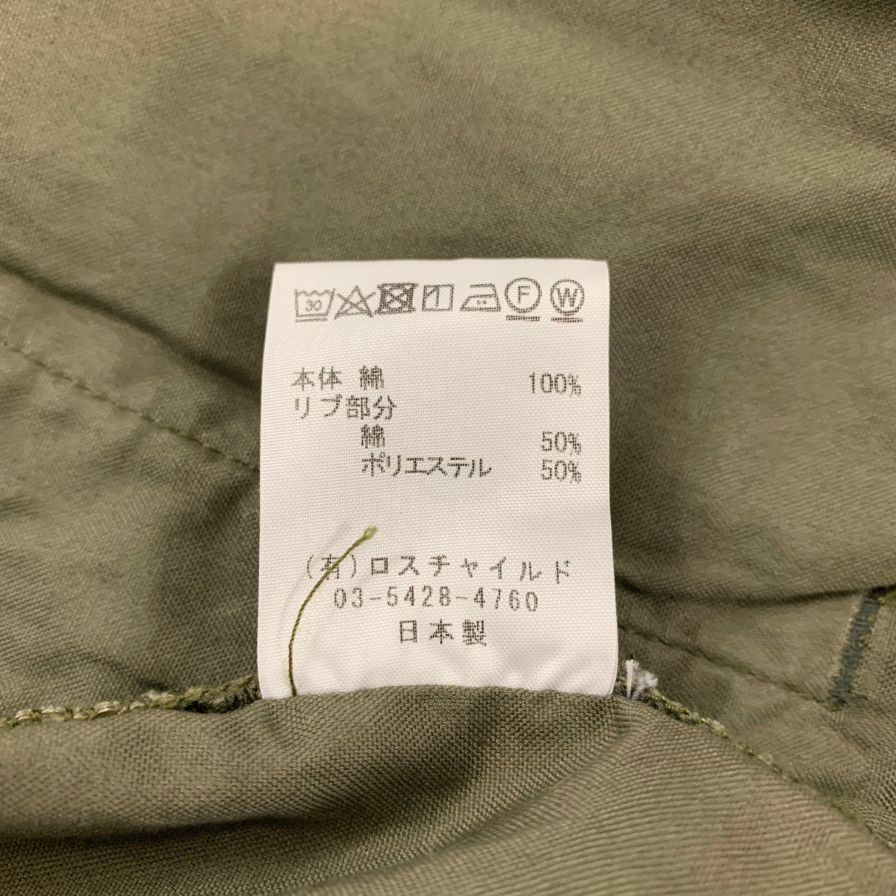 30 F W
本体 綿 100%
リブ部分
綿 50%
ポリエステル 50%
(有)ロスチャイルド
03-5428-4760
日本製